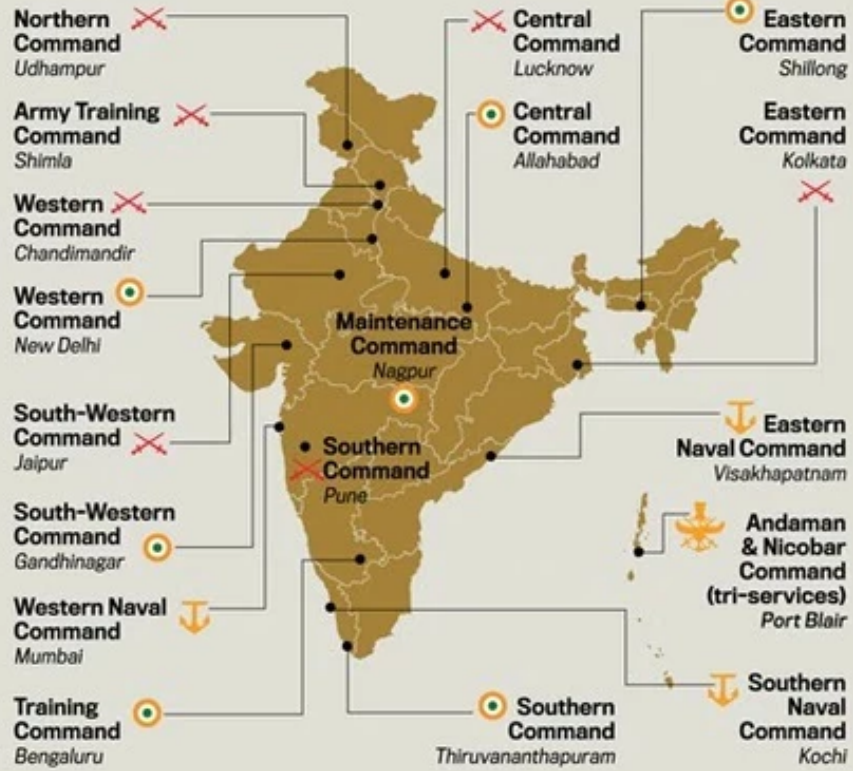 Northern
Command
Udhampur
Army Training
Command
Shimla
Western
Command
Chandimandir
Western
Command
New Delhi
South-Western
Command
Jaipur
South-Western
Command
Gandhinagar
Western Naval
Command
Mumbai
Training
Command
Bengaluru
Central
Command
Lucknow
Central
Command
Allahabad
Maintenance
Command
Nagpur
Southern
Command
Pune
Southern
Command
Thiruvananthapuram
Eastern
Command
Shillong
Eastern
Command
Kolkata
Eastern
Naval Command
Visakhapatnam
Andaman
& Nicobar
Command
(tri-services)
Port Blair
Southern
Naval
Command
Kochi